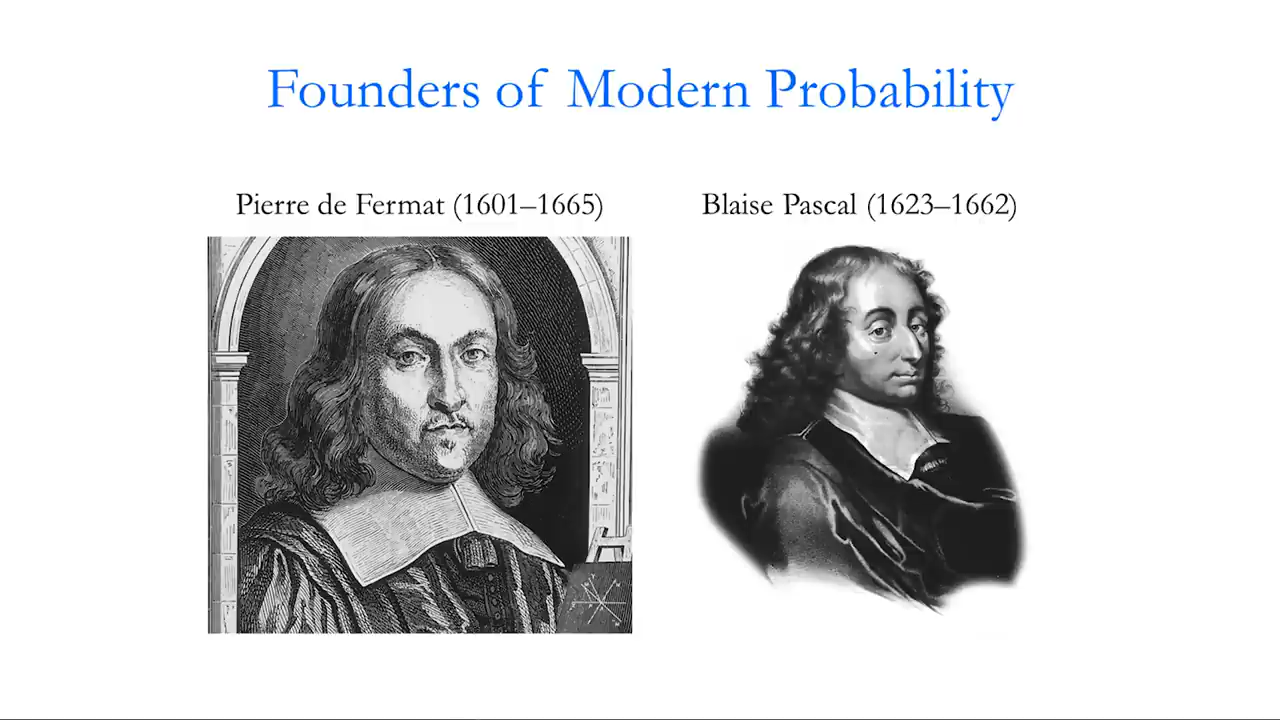 Founders of Modern Probability
Pierre de Fermat (1601–1665)
Blaise Pascal (1623–1662)